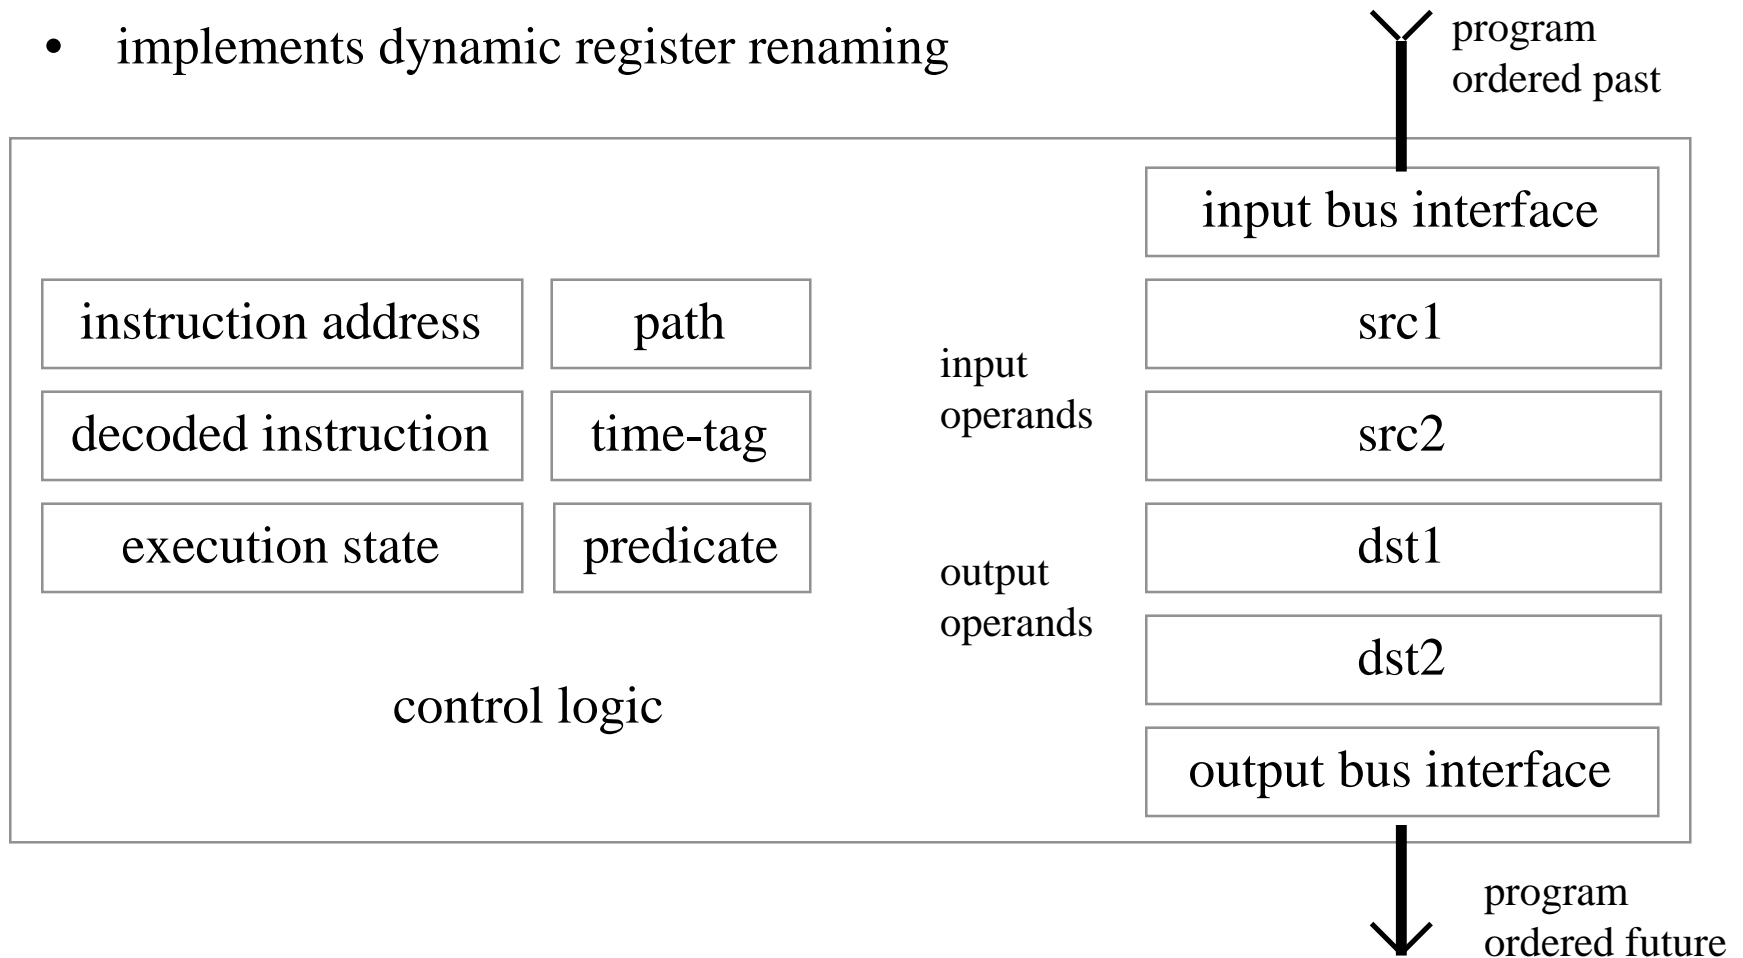 • implements dynamic register renaming
program
ordered past
input bus interface
instruction address
path
src1
input
operands
decoded instruction
time-tag
src2
execution state
predicate
dst1
output
operands
dst2
control logic
output bus interface
program
ordered future